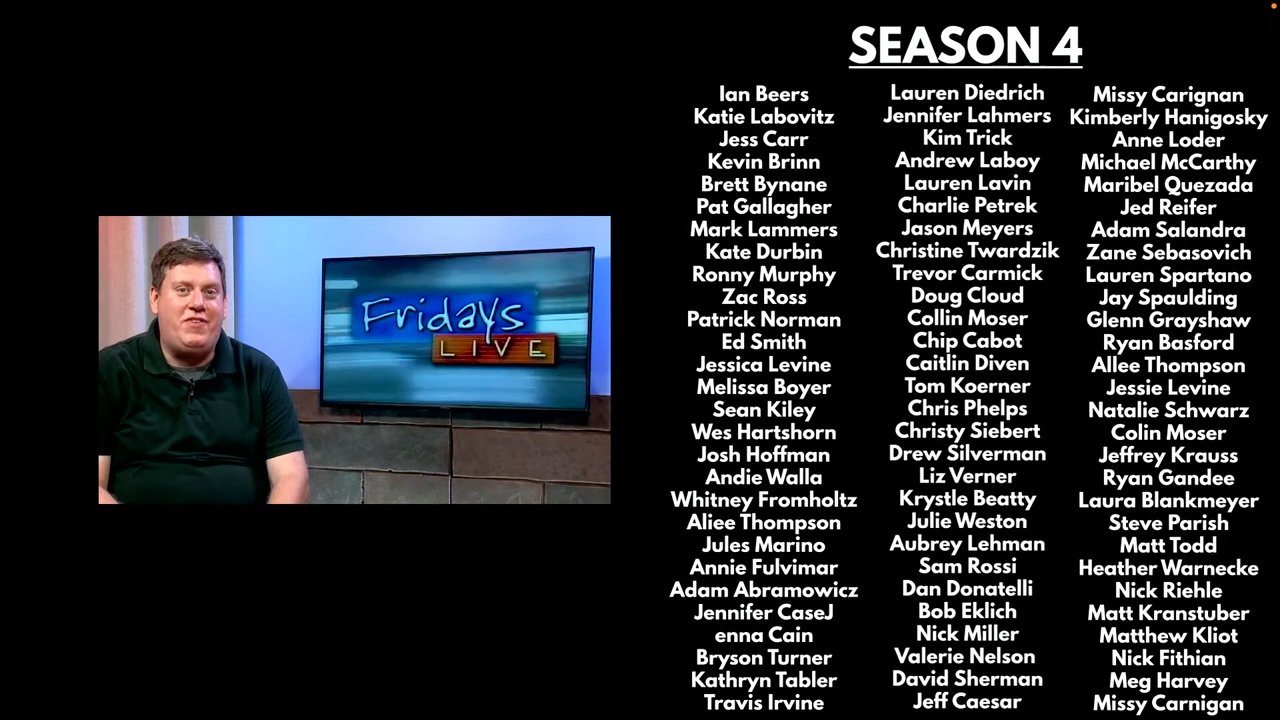 SEASON 4
Fridays
LIVE
Ian Beers
Katie Labovitz
Jess Carr
Kevin Brinn
Brett Bynane
Pat Gallagher
Mark Lammers
Kate Durbin
Ronny Murphy
Zac Ross
Patrick Norman
Ed Smith
Jessica Levine
Melissa Boyer
Sean Kiley
Wes Hartshorn
Josh Hoffman
Andie Walla
Whitney Fromholtz
Aliee Thompson
Jules Marino
Annie Fulvimar
Adam Abramowicz
Jennifer CaseJ
enna Cain
Bryson Turner
Kathryn Tabler
Travis Irvine
Lauren Diedrich
Jennifer Lahmers
Kim Trick
Andrew Laboy
Lauren Lavin
Charlie Petrek
Jason Meyers
Christine Twardzik
Trevor Carmick
Doug Cloud
Collin Moser
Chip Cabot
Caitlin Diven
Tom Koerner
Chris Phelps
Christy Siebert
Drew Silverman
Liz Verner
Krystle Beatty
Julie Weston
Aubrey Lehman
Sam Rossi
Dan Donatelli
Bob Eklich
Nick Miller
Valerie Nelson
David Sherman
Jeff Caesar
Missy Carignan
Kimberly Hanigosky
Anne Loder
Michael McCarthy
Maribel Quezada
Jed Reifer
Adam Salandra
Zane Sebasovich
Lauren Spartano
Jay Spaulding
Glenn Grayshaw
Ryan Basford
Allee Thompson
Jessie Levine
Natalie Schwarz
Colin Moser
Jeffrey Krauss
Ryan Gandee
Laura Blankmeyer
Steve Parish
Matt Todd
Heather Warnecke
Nick Riehle
Matt Kranstuber
Matthew Kliot
Nick Fithian
Meg Harvey
Missy Carnigan